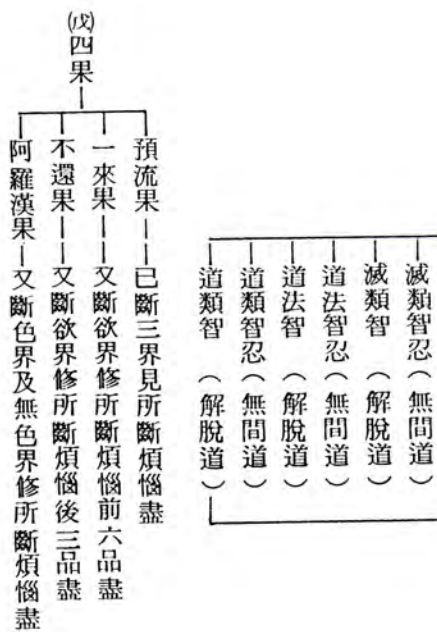 滅類智忍（無間道）
滅類智（解脫道）
道法智忍（無間道）
道法智（解脫道）
道類智忍（無間道）
道類智（解脫道）
(戊)四果
預流果——已斷三界見所斷煩惱盡
一來果——又斷欲界修所斷煩惱前六品盡
不還果——又斷欲界修所斷煩惱後三品盡
阿羅漢果—又斷色界及無色界修所斷煩惱盡